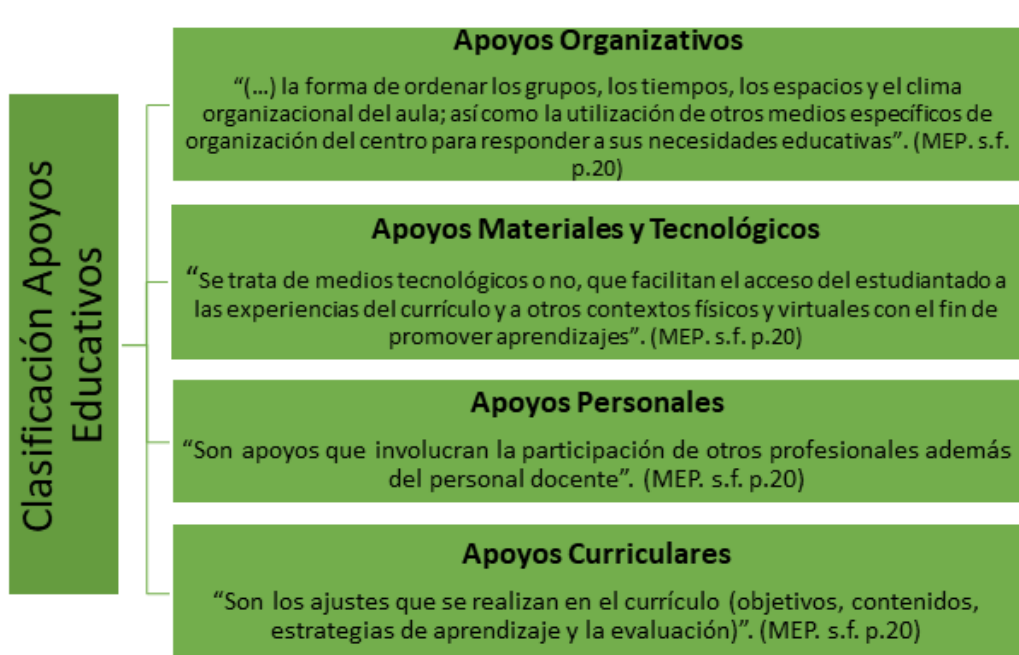 Clasificación Apoyos
Educativos
Apoyos Organizativos
“(…) la forma de ordenar los grupos, los tiempos, los espacios y el clima
organizacional del aula; así como la utilización de otros medios específicos de
organización del centro para responder a sus necesidades educativas”. (MEP. s.f.
p.20)
Apoyos Materiales y Tecnológicos
“Se trata de medios tecnológicos o no, que facilitan el acceso del estudiantado a
las experiencias del currículo y a otros contextos físicos y virtuales con el fin de
promover aprendizajes”. (MEP. s.f. p.20)
Apoyos Personales
“Son apoyos que involucran la participación de otros profesionales además
del personal docente”. (MEP. s.f. p.20)
Apoyos Curriculares
“Son los ajustes que se realizan en el currículo (objetivos, contenidos,
estrategias de aprendizaje y la evaluación)”. (MEP. s.f. p.20)